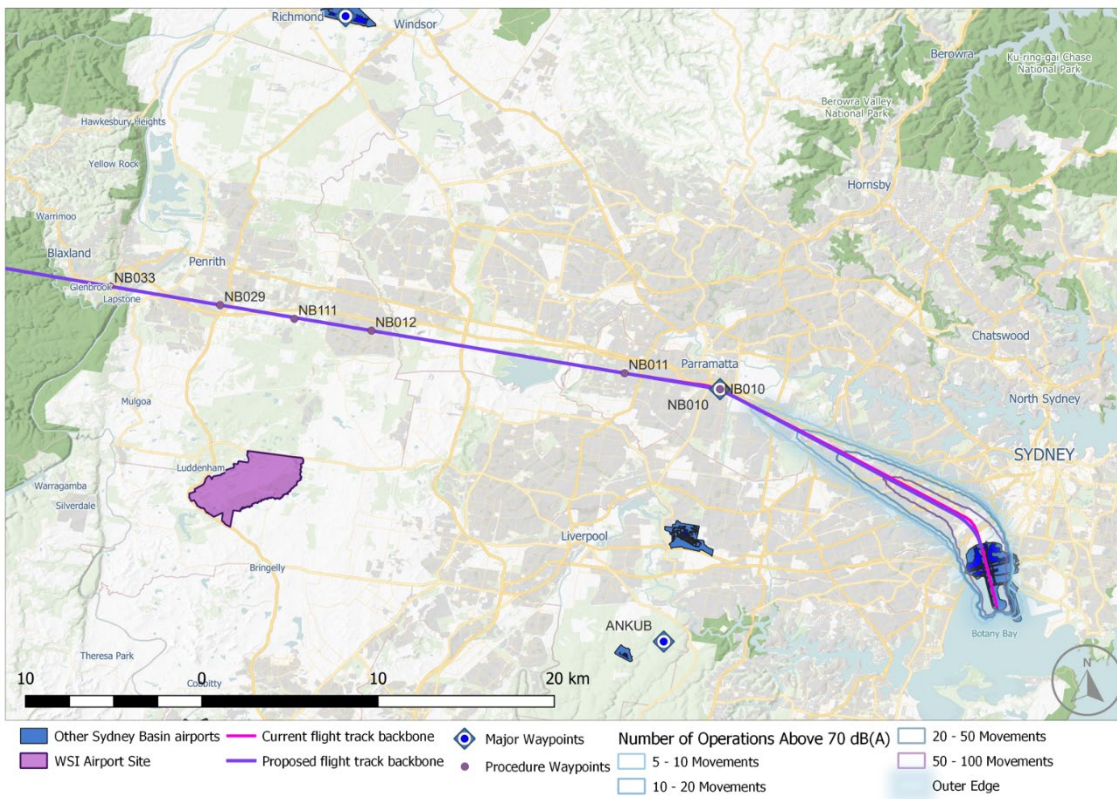 Richmond
Windsor
Berowra
Ku-ring-gai Chase
National Park
Berowra Valley
National Park
Hawkesbury Heights
Yellow Rock
Hornsby
Warrimoo
Blaxland
Penrith
NB033
Glenbrook
Lapstone
NB029
NB111
NB012
Chatswood
Parramatta
NB011
NB010
NB010
Mulgoa
North Sydney
SYDNEY
Luddenham
Warragamba
Silverdale
Liverpool
Bringelly
ANKUB
Botany Bay
Theresa Park
Cobbitty
N
10 0 10 20 km
Other Sydney Basin airports
WSI Airport Site
Current flight track backbone
Proposed flight track backbone
Major Waypoints
Procedure Waypoints
Number of Operations Above 70 dB(A)
5 - 10 Movements
10 - 20 Movements
20 - 50 Movements
50 - 100 Movements
Outer Edge